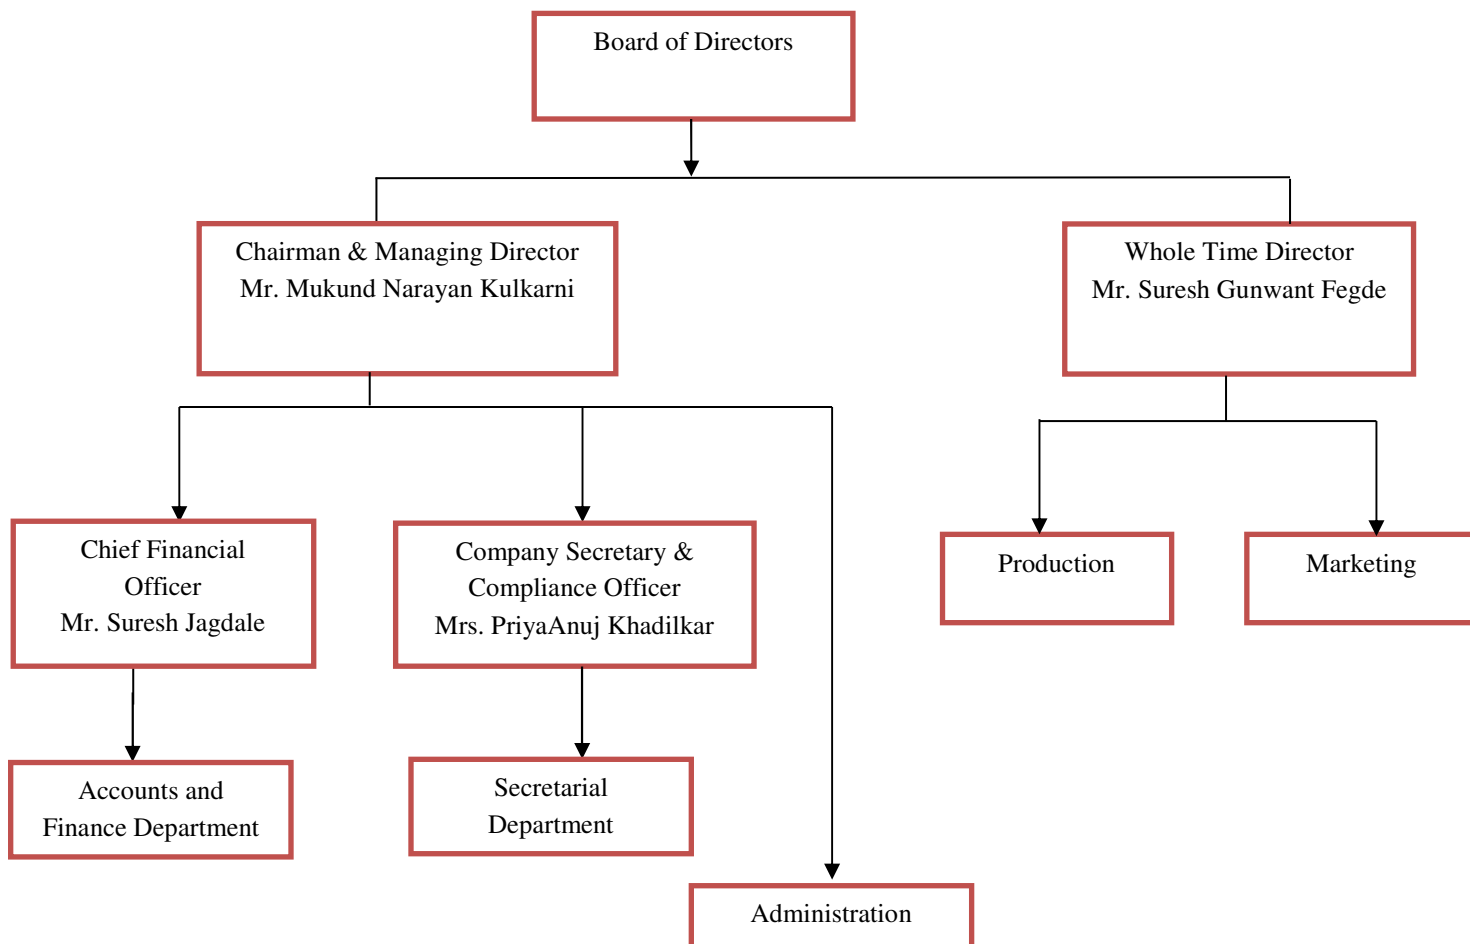 Board of Directors
Chairman & Managing Director
Mr. Mukund Narayan Kulkarni
Whole Time Director
Mr. Suresh Gunwant Fegde
Chief Financial
Officer
Mr. Suresh Jagdale
Company Secretary &
Compliance Officer
Mrs. PriyaAnuj Khadilkar
Production
Marketing
Accounts and
Finance Department
Secretarial
Department
Administration